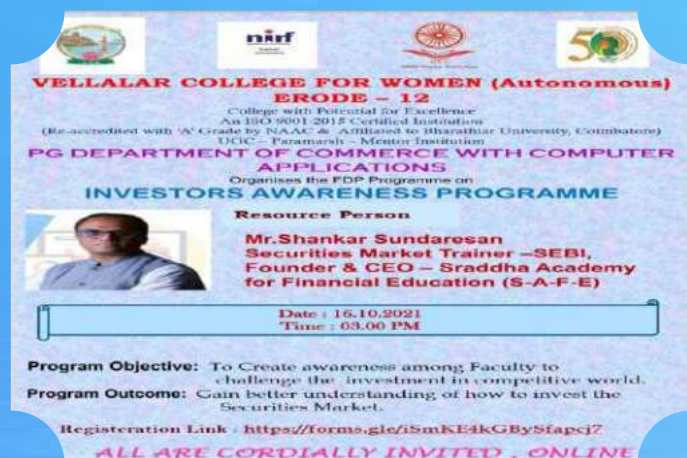 nirf
50
VELLALAR COLLEGE FOR WOMEN (Autonomous)
ERODE – 12
College with Potential for Excellence
An ISO 9001-2015 Certified Institution
(Re-accredited with 'A' Grade by NAAC & Affiliated to Bharathiar University, Coimbatore)
UGC – Paramarsh – Mentor Institution
PG DEPARTMENT OF COMMERCE WITH COMPUTER
APPLICATIONS
Organises the FDP Programme on
INVESTORS AWARENESS PROGRAMME
Resource Person
Mr.Shankar Sundaresan
Securities Market Trainer –SEBI,
Founder & CEO – Sraddha Academy
for Financial Education (S-A-F-E)
Date : 16.10.2021
Time : 03.00 PM
Program Objective: To Create awareness among Faculty to
challenge the investment in competitive world.
Program Outcome: Gain better understanding of how to invest the
Securities Market.
Registeration Link : https://forms.gle/iSmKE4kGBySfapcj7
ALL ARE CORDIALLY INVITED , ONLINE